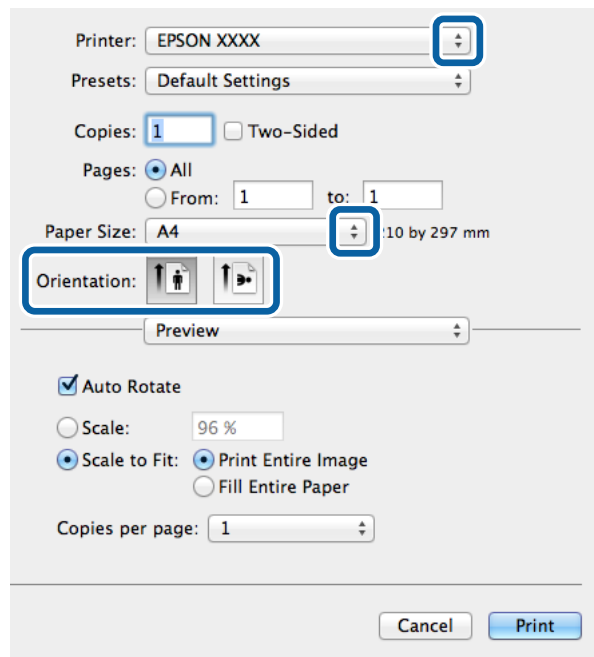 Printer: EPSON XXXX
Presets: Default Settings
Copies: 1 Two-Sided
Pages: All
From: 1 to: 1
Paper Size: A4 10 by 297 mm
Orientation:
Preview
Auto Rotate
Scale: 96 %
Scale to Fit: Print Entire Image
Fill Entire Paper
Copies per page: 1
Cancel Print